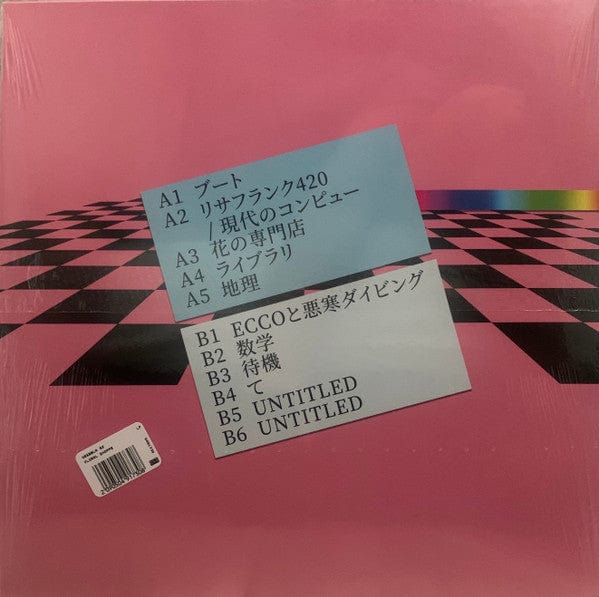 A1 ブート
A2 リサフランク420
/ 現代のコンピュー
A3 花の専門店
A4 ライブラリ
A5 地理
B1 ECCOと悪寒ダイビング
B2 数学
B3 待機
B4 て
B5 UNTITLED
B6 UNTITLED